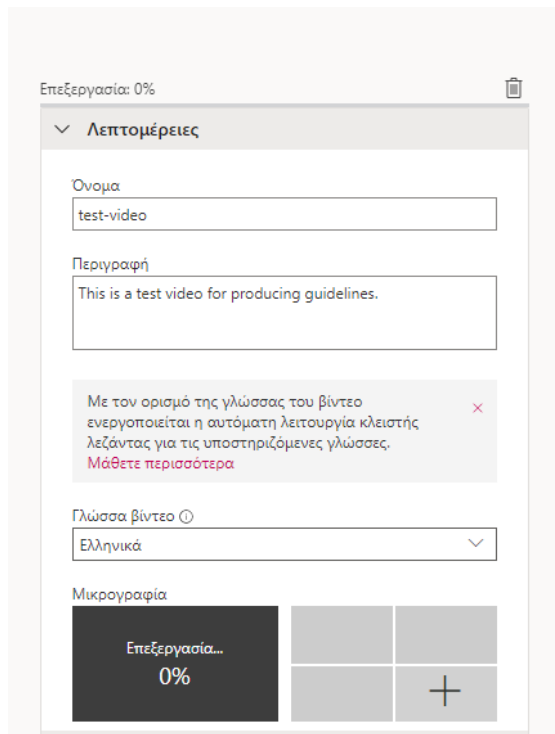 Επεξεργασία: 0%
Λεπτομέρειες
Όνομα
test-video
Περιγραφή
This is a test video for producing guidelines.
Με τον ορισμό της γλώσσας του βίντεο
ενεργοποιείται η αυτόματη λειτουργία κλειστής
λεζάντας για τις υποστηριζόμενες γλώσσες.
Μάθετε περισσότερα
Γλώσσα βίντεο
Ελληνικά
Μικρογραφία
Επεξεργασία...
0%